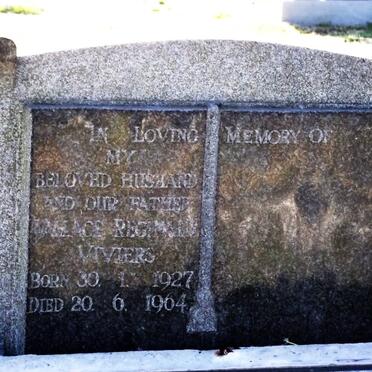 IN LOVING MEMORY OF
MY
BELOVED HUSBAND
AND OUR FATHER
WALLACE REGINALD
VIVIERS
BORN 30. 1. 1927
DIED 20. 6. 1964